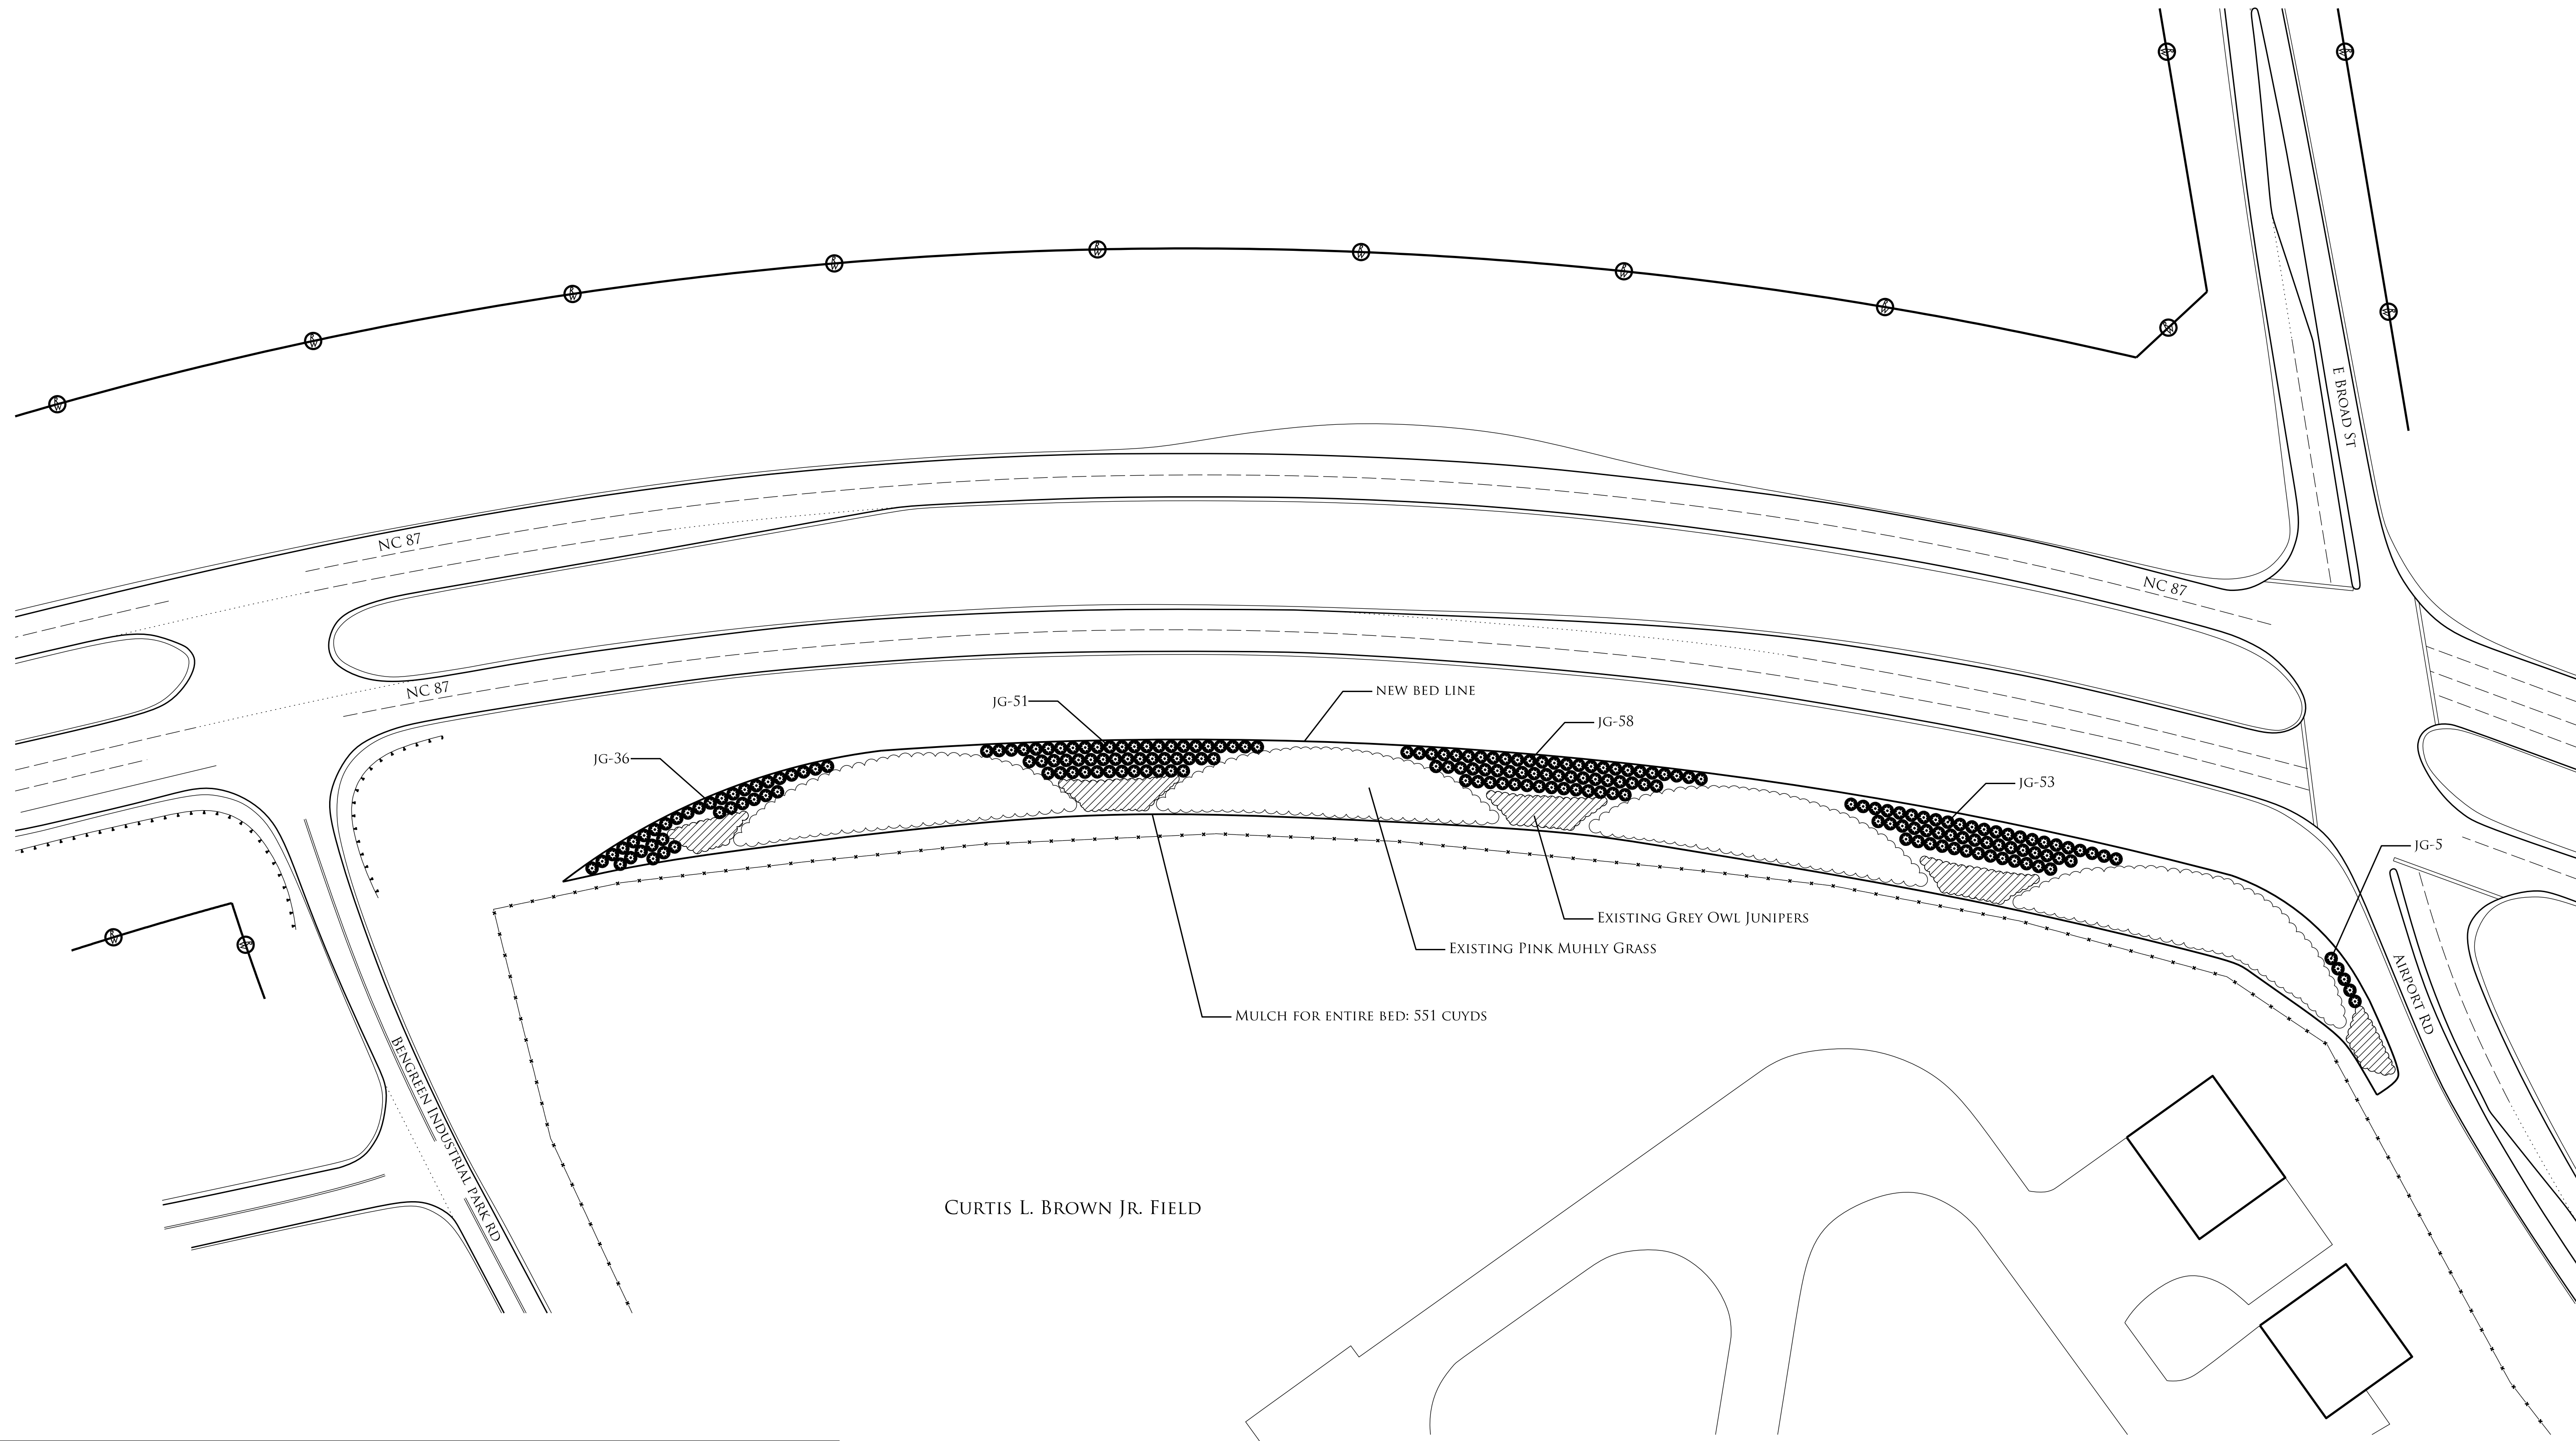 E Broad St
NC 87
NC 87
NC 87
JG-51
new bed line
JG-58
JG-36
JG-53
JG-5
Existing Grey Owl Junipers
Existing Pink Muhly Grass
Mulch for entire bed: 551 cuyds
Airport Rd
Bengreen Industrial Park Rd
Curtis L. Brown Jr. Field